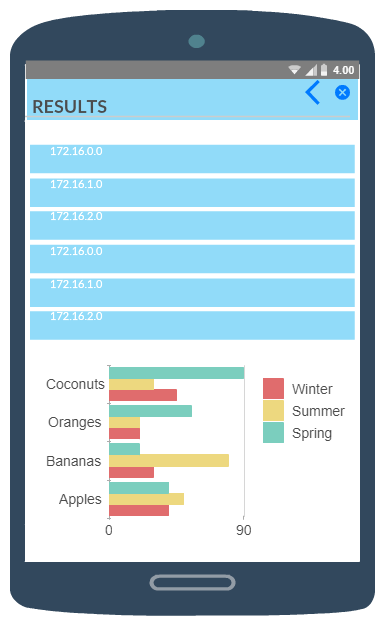 4.00
RESULTS
172.16.0.0
172.16.1.0
172.16.2.0
172.16.0.0
172.16.1.0
172.16.2.0
Coconuts
Oranges
Bananas
Apples
0 90
Winter
Summer
Spring